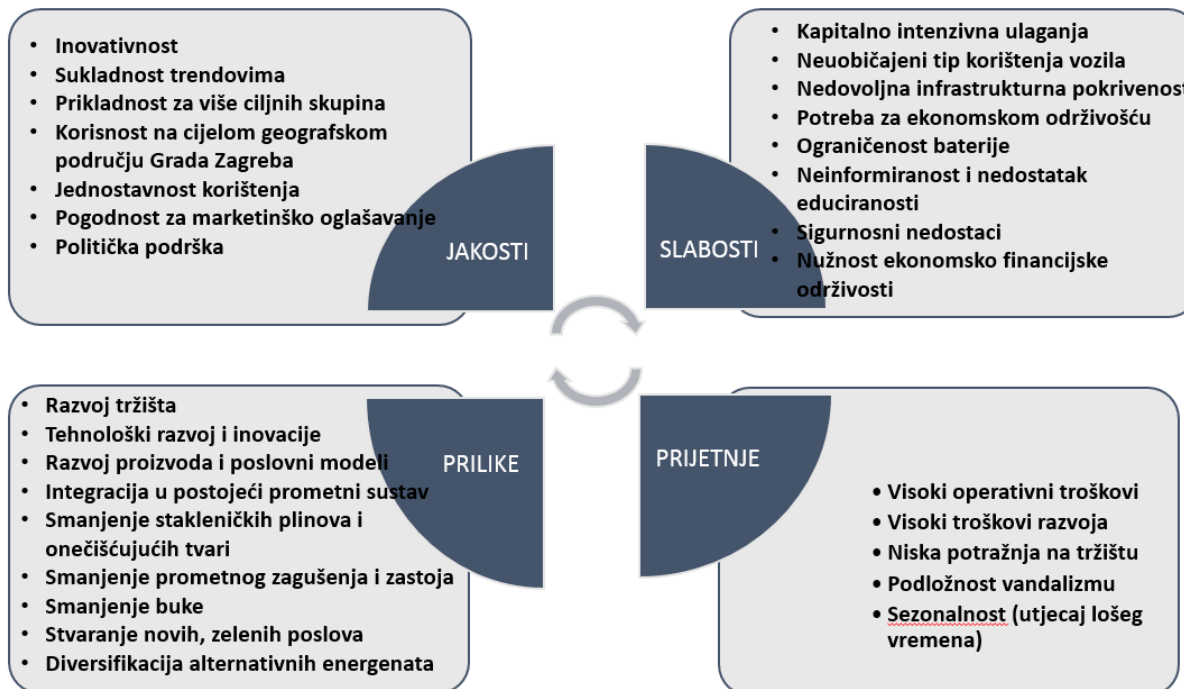 • Inovativnost
• Sukladnost trendovima
• Prikladnost za više ciljnih skupina
• Korisnost na cijelom geografskom
području Grada Zagreba
• Jednostavnost korištenja
• Pogodnost za marketinško oglašavanje
• Politička podrška
JAKOSTI
• Kapitalno intenzivna ulaganja
• Neuobičajeni tip korištenja vozila
• Nedovoljna infrastrukturna pokrivenost
• Potreba za ekonomskom održivošću
• Ograničenost baterije
• Neinformiranost i nedostatak
educiranosti
• Sigurnosni nedostaci
• Nužnost ekonomsko financijske
održivosti
SLABOSTI
• Razvoj tržišta
• Tehnološki razvoj i inovacije
• Razvoj proizvoda i poslovni modeli
• Integracija u postojeći prometni sustav
• Smanjenje stakleničkih plinova i
onečišćujućih tvari
• Smanjenje prometnog zagušenja i zastoja
• Smanjenje buke
• Stvaranje novih, zelenih poslova
• Diversifikacija alternativnih energenata
PRILIKE
PRIJETNJE
• Visoki operativni troškovi
• Visoki troškovi razvoja
• Niska potražnja na tržištu
• Podložnost vandalizmu
• Sezonalnost (utjecaj lošeg
vremena)